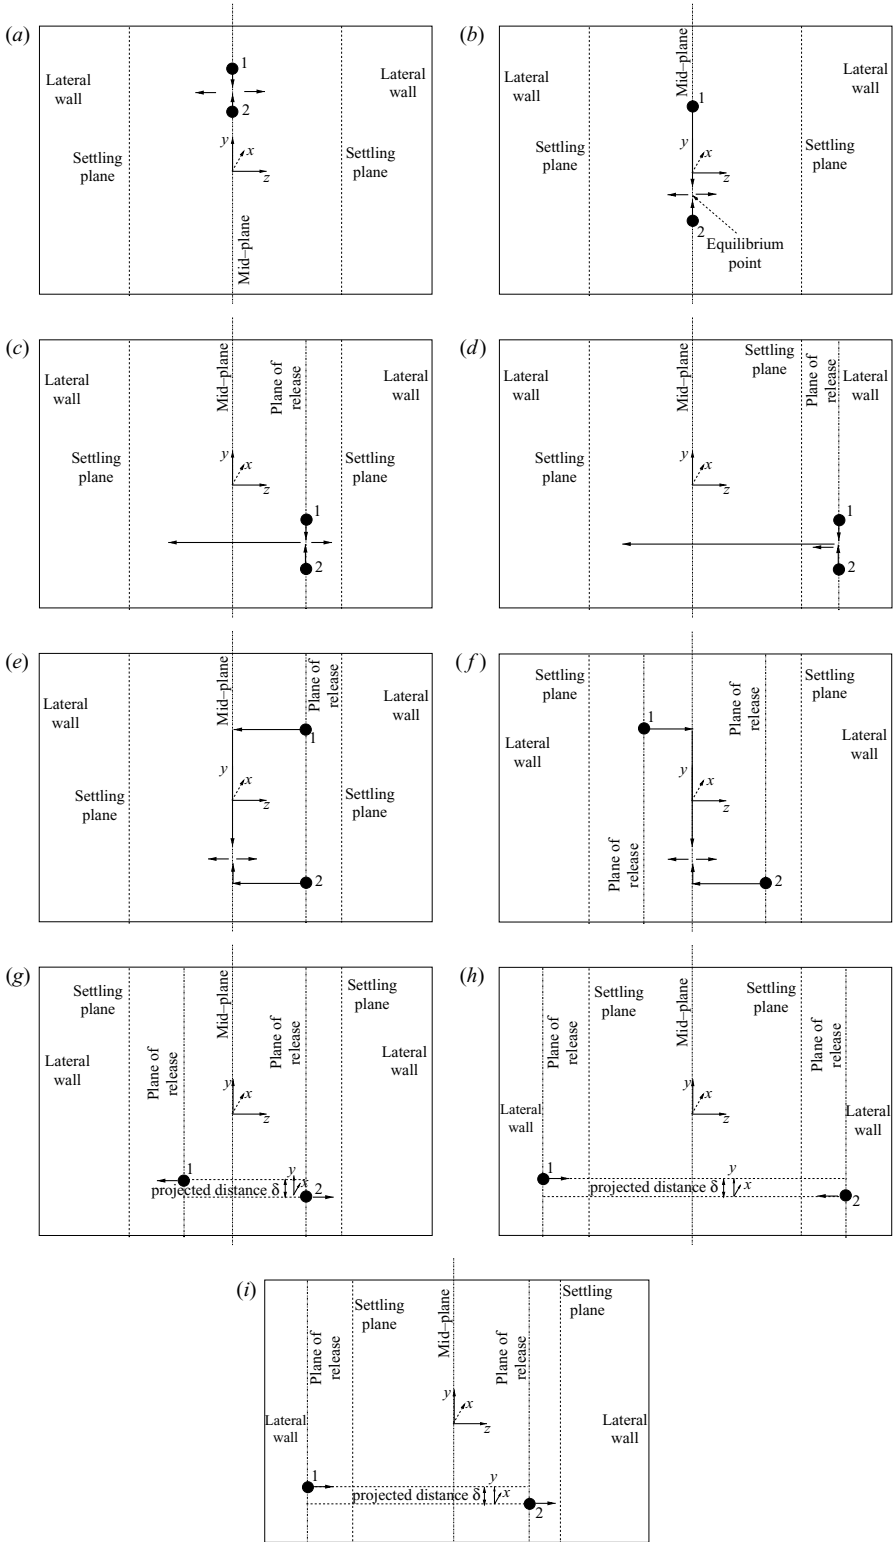 (a)
Lateral
wall
1
2
Mid–plane
Lateral
wall
Settling
plane
y
x
z
Settling
plane
(b)
Lateral
wall
Mid–plane
1
Lateral
wall
Settling
plane
y
x
z
Settling
plane
2
Equilibrium
point
(c)
Lateral
wall
Mid–plane
Plane of
release
Lateral
wall
Settling
plane
y
x
z
Settling
plane
1
2
(d)
Lateral
wall
Mid–plane
Settling
plane
Plane of
release
Lateral
wall
Settling
plane
y
x
z
1
2
(e)
Lateral
wall
Mid–plane
Plane of
release
Lateral
wall
1
Settling
plane
y
x
z
Settling
plane
2
(f)
Settling
plane
Lateral
wall
1
Plane of
release
Mid–plane
Plane of
release
Settling
plane
Lateral
wall
y
x
z
2
(g)
Settling
plane
Lateral
wall
Plane of
release
Mid–plane
Plane of
release
Settling
plane
Lateral
wall
y
x
z
1
projected distance δ
y
x
2
(h)
Plane of
release
Settling
plane
Mid–plane
Settling
plane
Plane of
release
Lateral
wall
Lateral
wall
y
x
z
1
projected distance δ
y
x
2
(i)
Plane of
release
Settling
plane
Mid–plane
Plane of
release
Settling
plane
Lateral
wall
Lateral
wall
y
x
z
1
projected distance δ
y
x
2